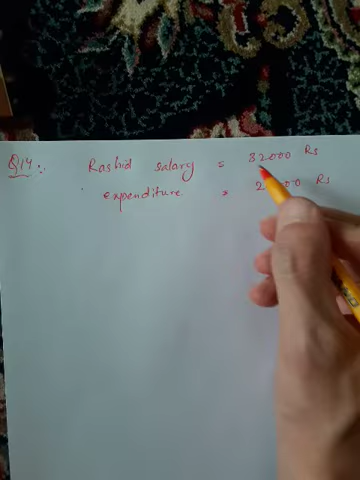 Q14: Rashid salary = 32000 Rs
expenditure = Rs